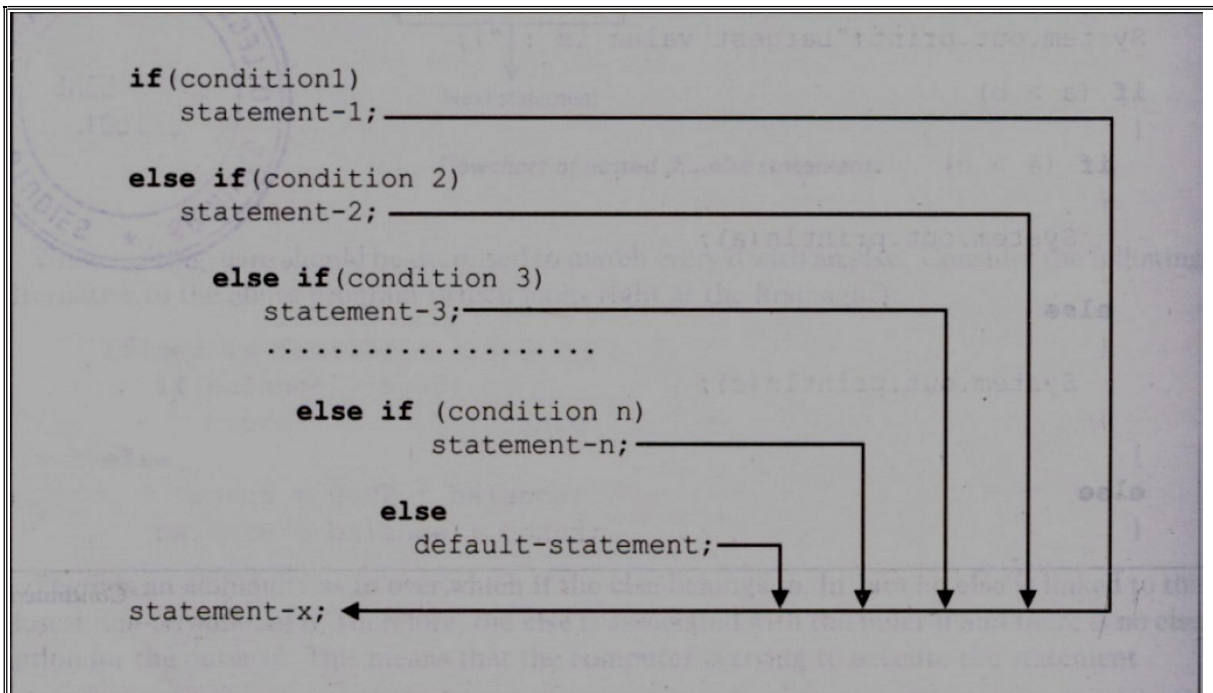 if(condition1)
statement-1;
else if(condition 2)
statement-2;
else if(condition 3)
statement-3;
....................
else if (condition n)
statement-n;
else
default-statement;
statement-x;